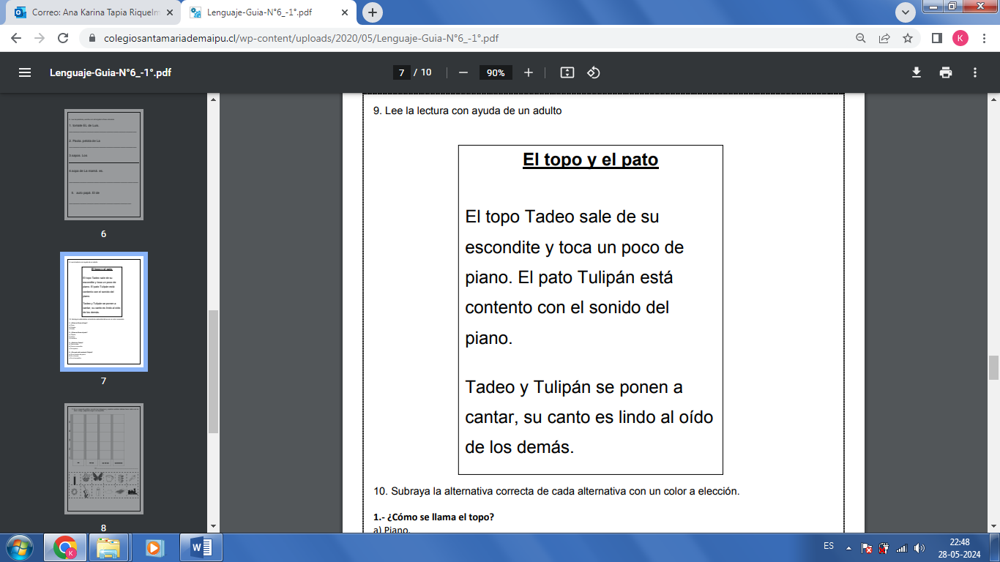 Correo: Ana Karina Tapia Riquelm
Lenguaje-Guia-N°6_-1°.pdf
colegiosantamariademaipu.cl/wp-content/uploads/2020/05/Lenguaje-Guia-N°6_-1°.pdf
K
Lenguaje-Guia-N°6_-1°.pdf
7 / 10
90%
6
7
8
9. Lee la lectura con ayuda de un adulto
El topo y el pato
El topo Tadeo sale de su
escondite y toca un poco de
piano. El pato Tulipán está
contento con el sonido del
piano.
Tadeo y Tulipán se ponen a
cantar, su canto es lindo al oído
de los demás.
10. Subraya la alternativa correcta de cada alternativa con un color a elección.
1.- ¿Cómo se llama el topo?
a) Piano.
ES
22:48
28-05-2024